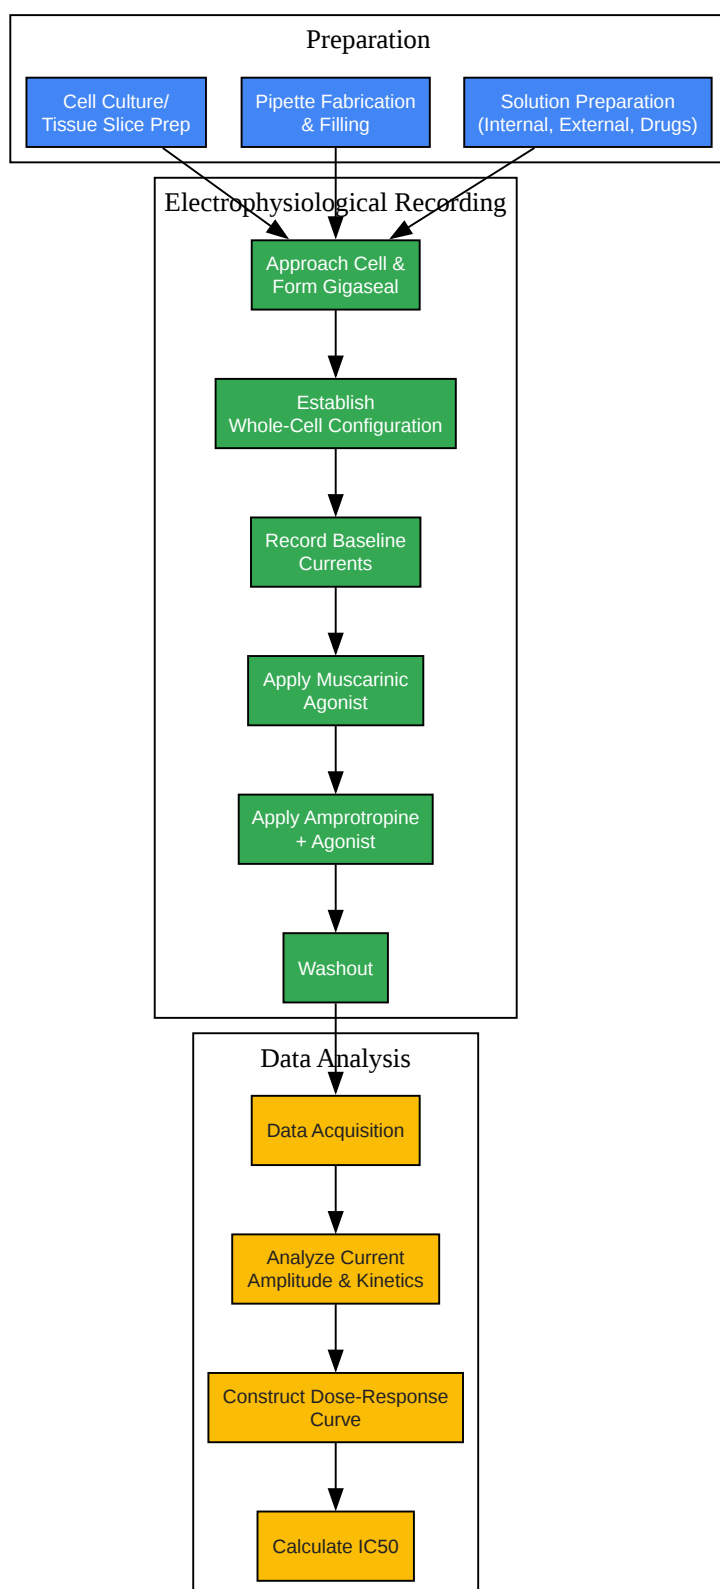 Preparation
Cell Culture/
Tissue Slice Prep
Pipette Fabrication
& Filling
Solution Preparation
(Internal, External, Drugs)
Electrophysiological Recording
Approach Cell &
Form Gigaseal
Establish
Whole-Cell Configuration
Record Baseline
Currents
Apply Muscarinic
Agonist
Apply Amprotropine
+ Agonist
Washout
Data Analysis
Data Acquisition
Analyze Current
Amplitude & Kinetics
Construct Dose-Response
Curve
Calculate IC50